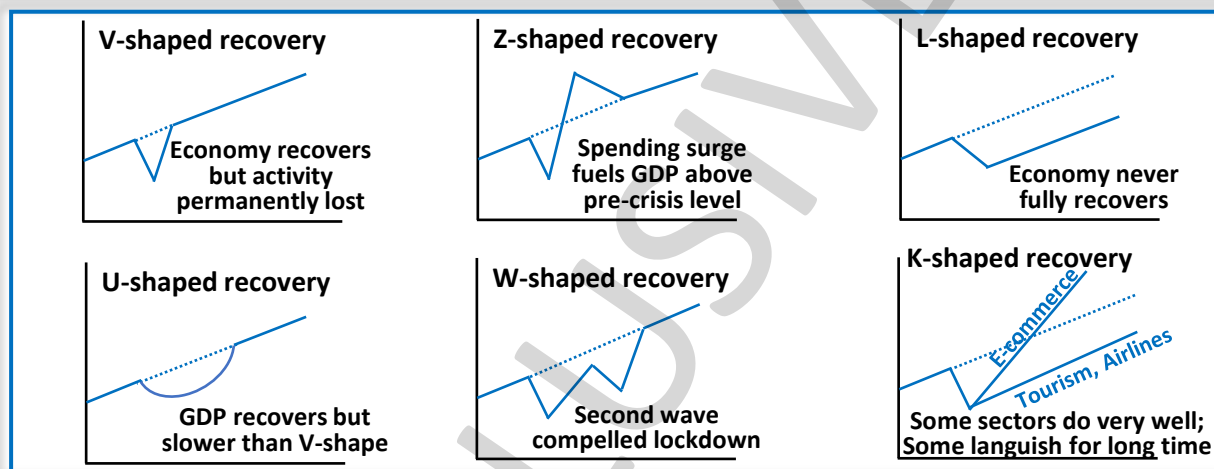 V-shaped recovery
Economy recovers
but activity
permanently lost
Z-shaped recovery
Spending surge
fuels GDP above
pre-crisis level
L-shaped recovery
Economy never
fully recovers
U-shaped recovery
GDP recovers but
slower than V-shape
W-shaped recovery
Second wave
compelled lockdown
K-shaped recovery
E-commerce
Tourism, Airlines
Some sectors do very well;
Some languish for long time